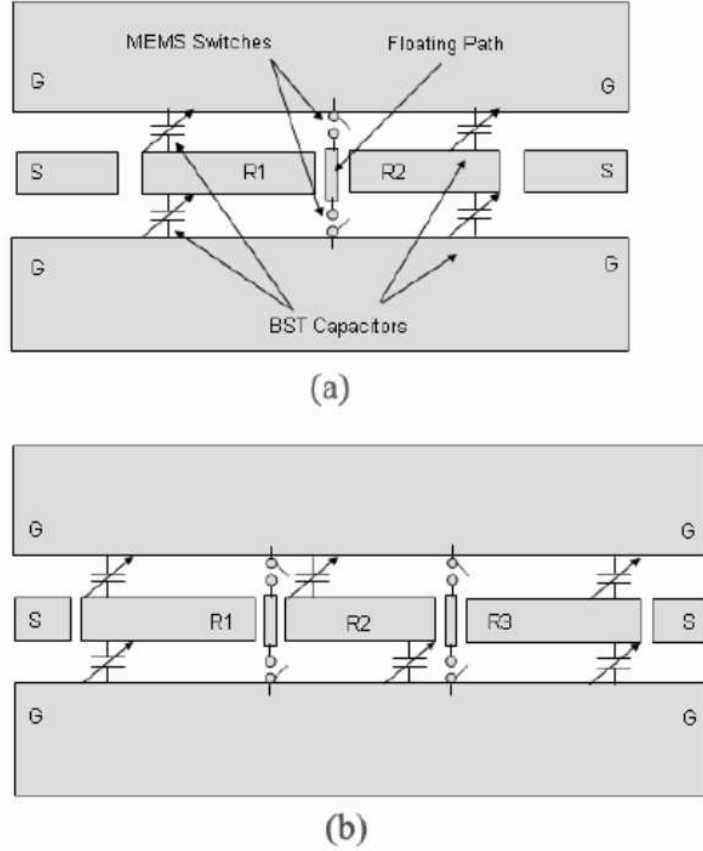 MEMS Switches Floating Path
G G
S R1 R2 S
G G
BST Capacitors
(a)
G G
S R1 R2 R3 S
G G
(b)